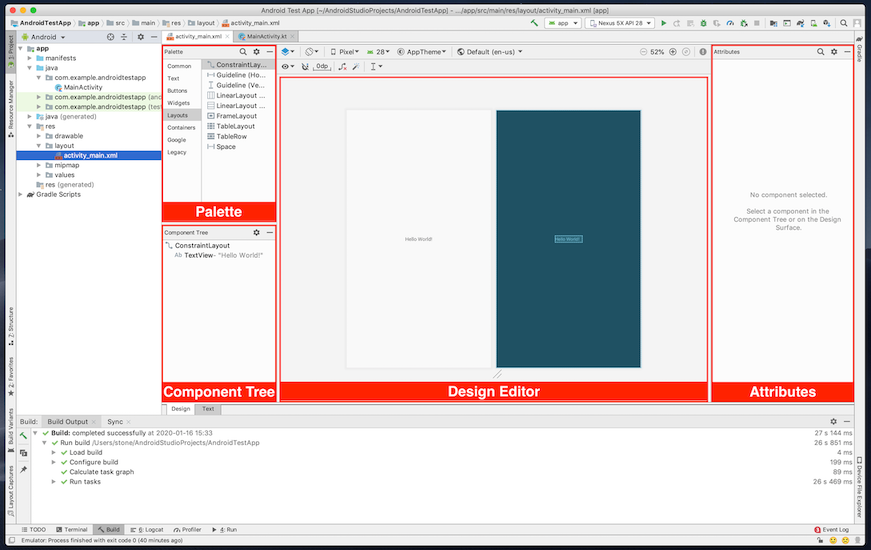 Android Test App [~/AndroidStudioProjects/AndroidTestApp] - .../app/src/main/res/layout/activity_main.xml [app]
AndroidTestApp app src main res layout activity_main.xml
app Nexus 5X API 28
1: Project
Resource Manager
Z: Structure
2: Favorites
Build Variants
Layout Captures
Android
app
manifests
java
com.example.androidtestapp
MainActivity
com.example.androidtestapp (and
com.example.androidtestapp (tes
java (generated)
res
drawable
layout
activity_main.xml
mipmap
values
res (generated)
Gradle Scripts
activity_main.xml MainActivity.kt
Palette
Common
Text
Buttons
Widgets
Layouts
Containers
Google
Legacy
ConstraintLay...
Guideline (Ho...
Guideline (Ve...
LinearLayout ...
LinearLayout ...
FrameLayout
TableLayout
TableRow
Space
Palette
Component Tree
ConstraintLayout
Ab TextView- "Hello World!"
Component Tree
Pixel 28 AppTheme Default (en-us) 52%
0dp
Hello World!
Hello World!
Design Editor
Attributes
No component selected.
Select a component in the
Component Tree or on the Design
Surface.
Attributes
Gradle
Device File Explorer
Design Text
Build: Build Output Sync
Build: completed successfully at 2020-01-16 15:33 27 s 144 ms
Run build /Users/stone/AndroidStudioProjects/AndroidTestApp 26 s 851 ms
Load build 4 ms
Configure build 199 ms
Calculate task graph 89 ms
Run tasks 26 s 469 ms
TODO Terminal Build 6: Logcat Profiler 4: Run Event Log
Emulator: Process finished with exit code 0 (40 minutes ago)